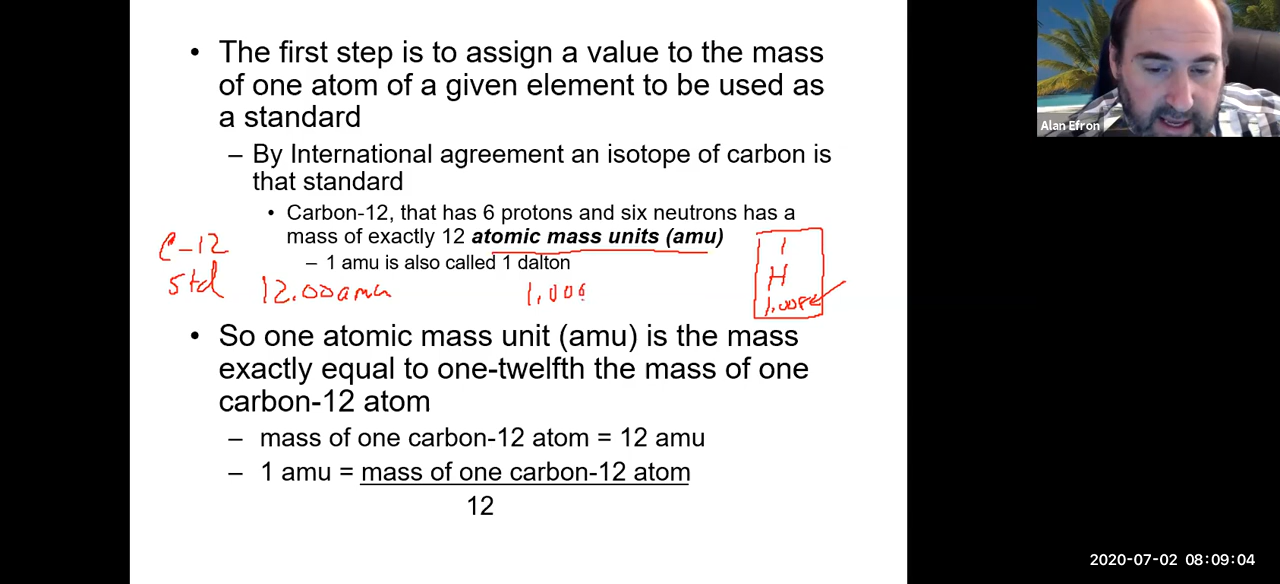 • The first step is to assign a value to the mass
of one atom of a given element to be used as
a standard
– By International agreement an isotope of carbon is
that standard
• Carbon-12, that has 6 protons and six neutrons has a
mass of exactly 12 atomic mass units (amu)
– 1 amu is also called 1 dalton
C-12
Std
12.00amu
1,00
1
H
• So one atomic mass unit (amu) is the mass
exactly equal to one-twelfth the mass of one
carbon-12 atom
– mass of one carbon-12 atom = 12 amu
– 1 amu = mass of one carbon-12 atom
12
Alan Efron
2020-07-02 08:09:04